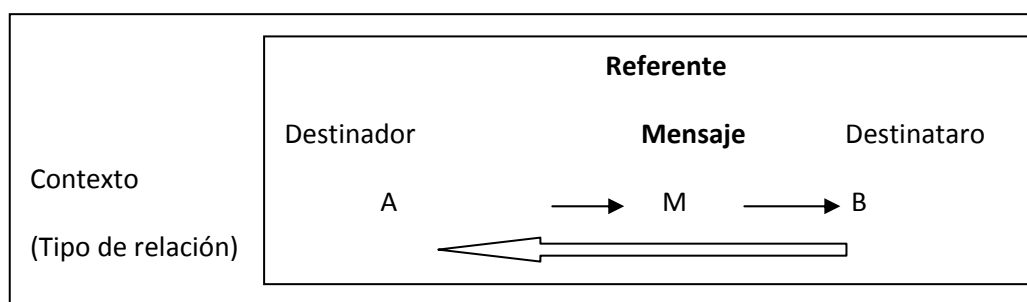 Referente
Destinador Mensaje Destinataro
Contexto
A M B
(Tipo de relación)